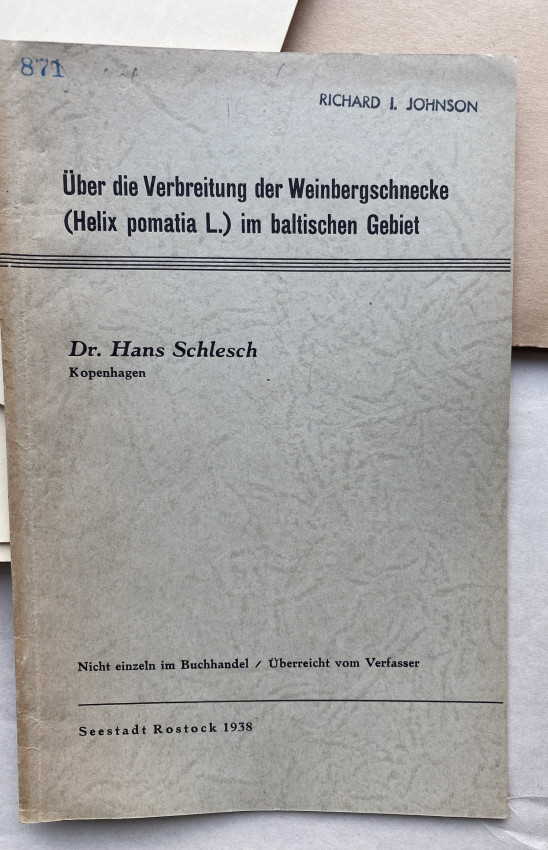 871
RICHARD I. JOHNSON
Über die Verbreitung der Weinbergschnecke
(Helix pomatia L.) im baltischen Gebiet
Dr. Hans Schlesch
Kopenhagen
Nicht einzeln im Buchhandel / Überreicht vom Verfasser
Seestadt Rostock 1938